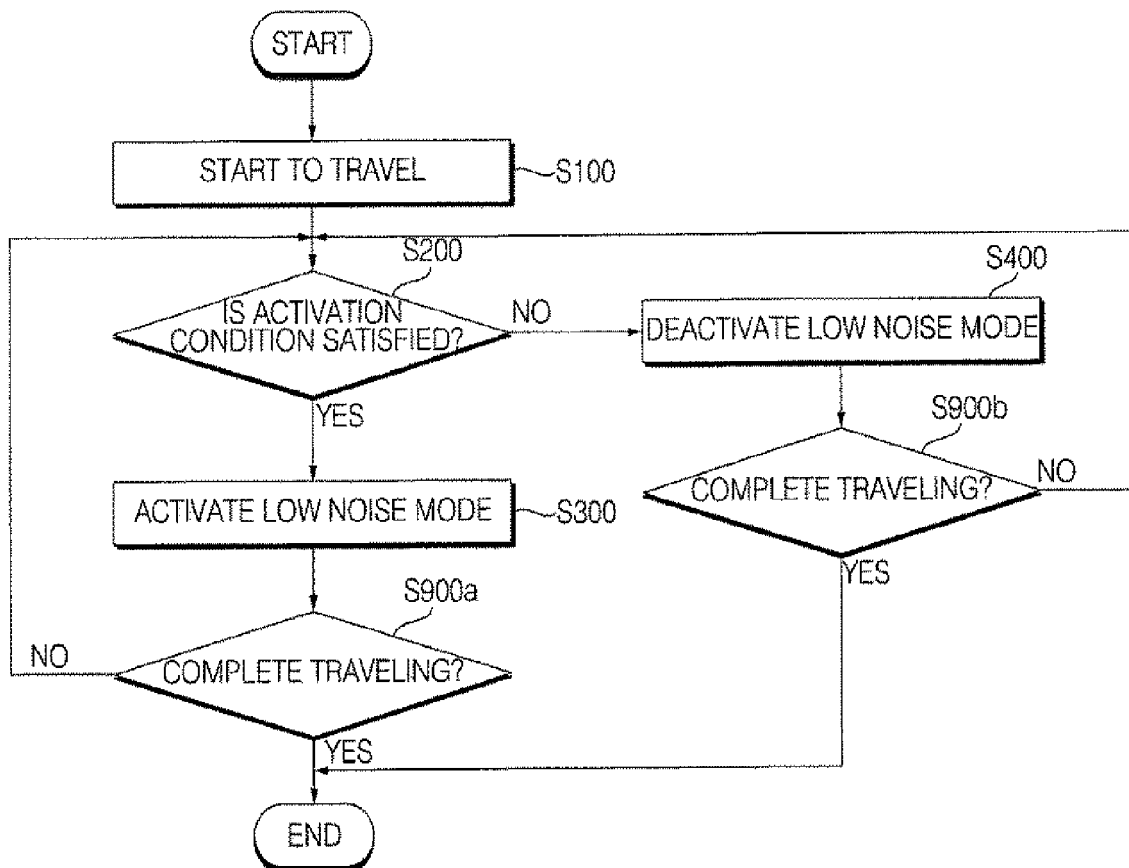 START
START TO TRAVEL
S100
S200
IS ACTIVATION
CONDITION SATISFIED?
NO
S400
DEACTIVATE LOW NOISE MODE
YES
S900b
COMPLETE TRAVELING?
NO
ACTIVATE LOW NOISE MODE
S300
YES
S900a
COMPLETE TRAVELING?
NO
YES
END